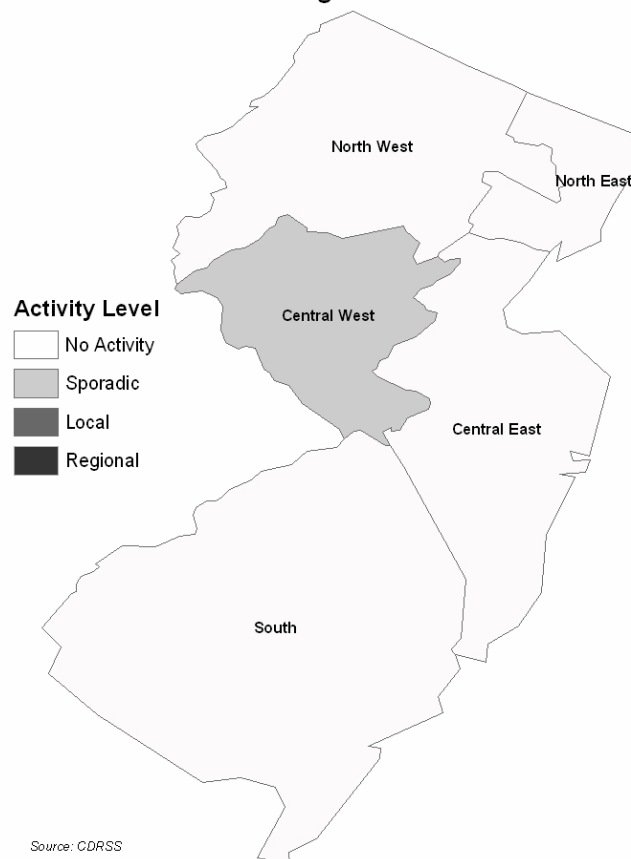 North West
North East
Central West
Activity Level
No Activity
Sporadic
Local
Regional
Central East
South
Source: CDRSS